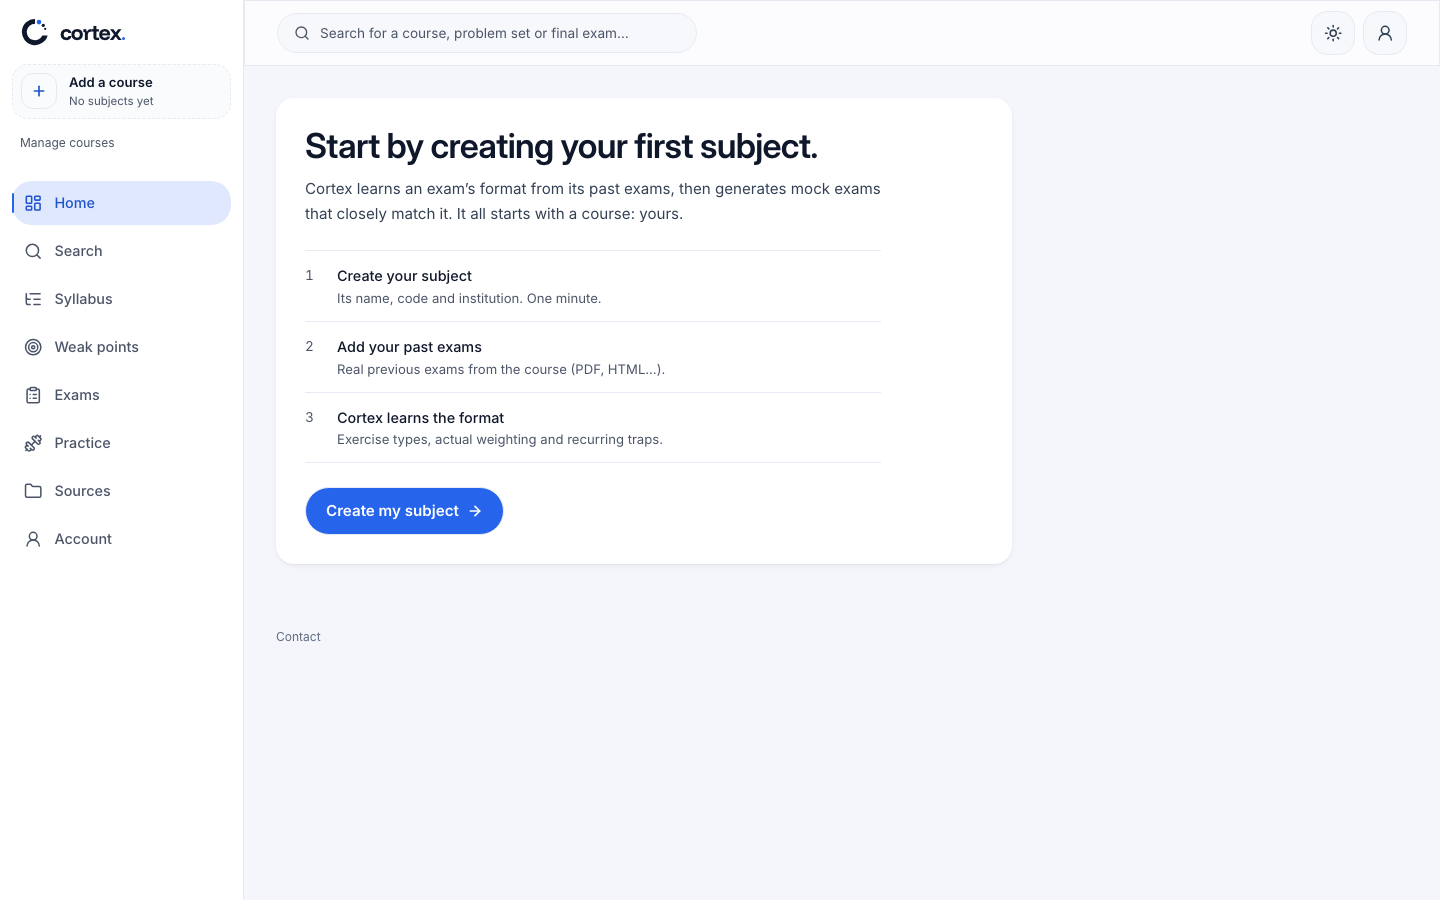 cortex.
Add a course
No subjects yet
Manage courses
Home
Search
Syllabus
Weak points
Exams
Practice
Sources
Account
Search for a course, problem set or final exam...
Start by creating your first subject.
Cortex learns an exam’s format from its past exams, then generates mock exams
that closely match it. It all starts with a course: yours.
1
Create your subject
Its name, code and institution. One minute.
2
Add your past exams
Real previous exams from the course (PDF, HTML...).
3
Cortex learns the format
Exercise types, actual weighting and recurring traps.
Create my subject
Contact